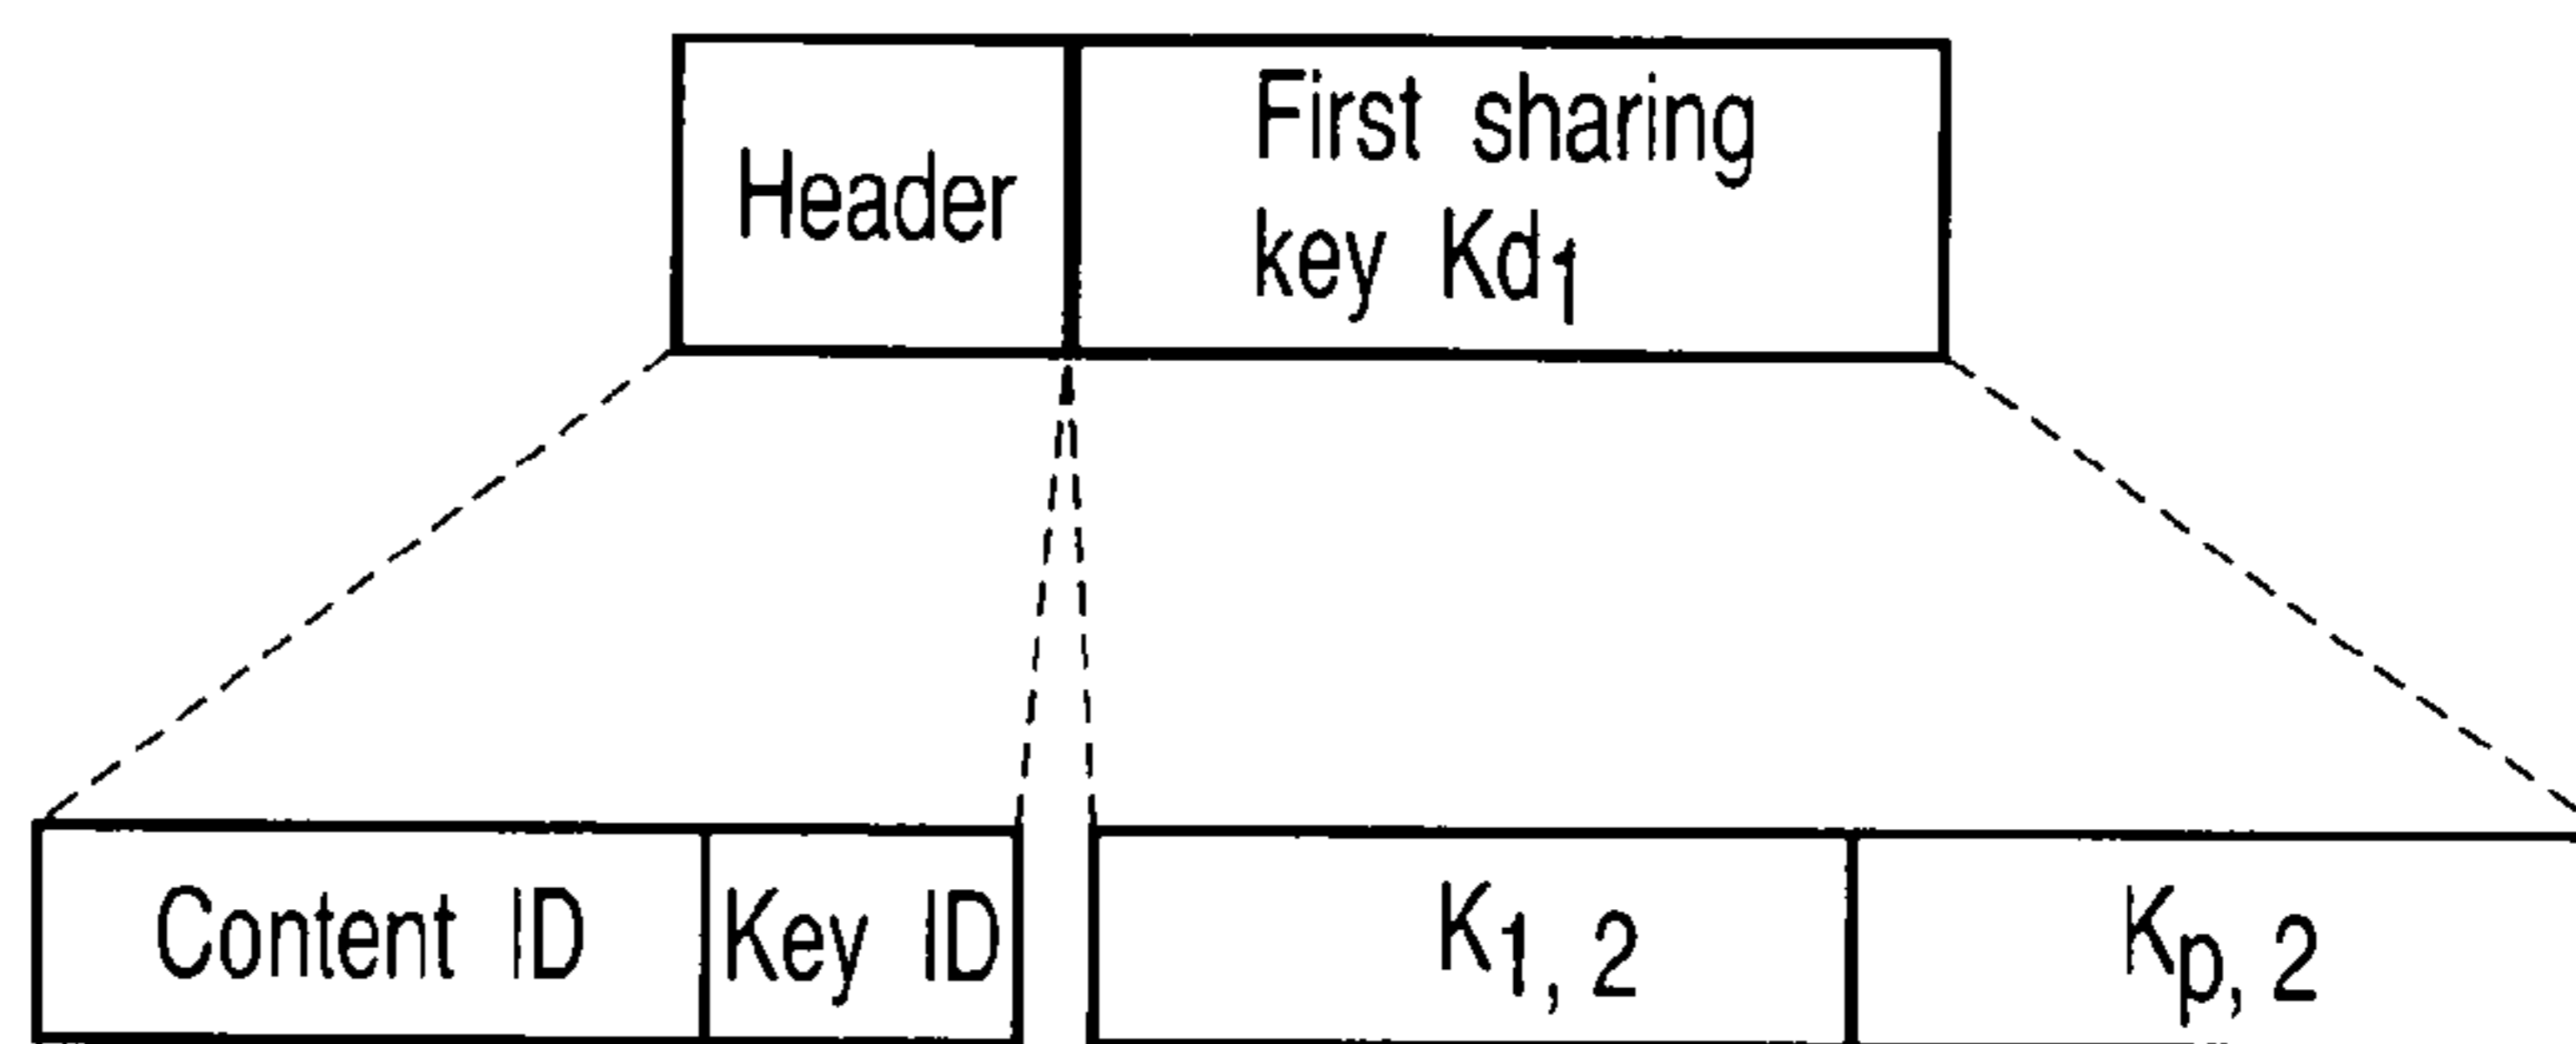 Header
First sharing
key Kd1
Content ID
Key ID
K1, 2
Kp, 2